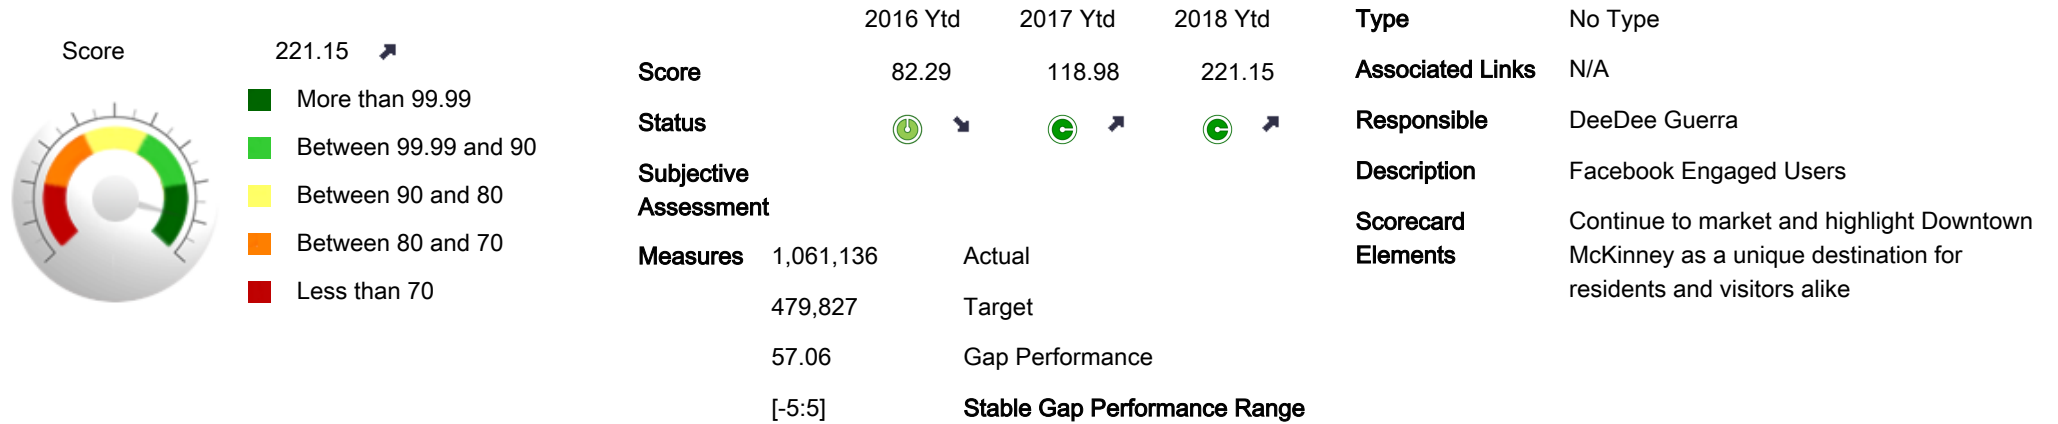 Score 221.15
More than 99.99
Between 99.99 and 90
Between 90 and 80
Between 80 and 70
Less than 70
2016 Ytd 2017 Ytd 2018 Ytd
Score 82.29 118.98 221.15
Status
Subjective
Assessment
Measures 1,061,136 Actual
479,827 Target
57.06 Gap Performance
[-5:5] Stable Gap Performance Range
Type No Type
Associated Links N/A
Responsible DeeDee Guerra
Description Facebook Engaged Users
Scorecard Continue to market and highlight Downtown
Elements McKinney as a unique destination for
residents and visitors alike